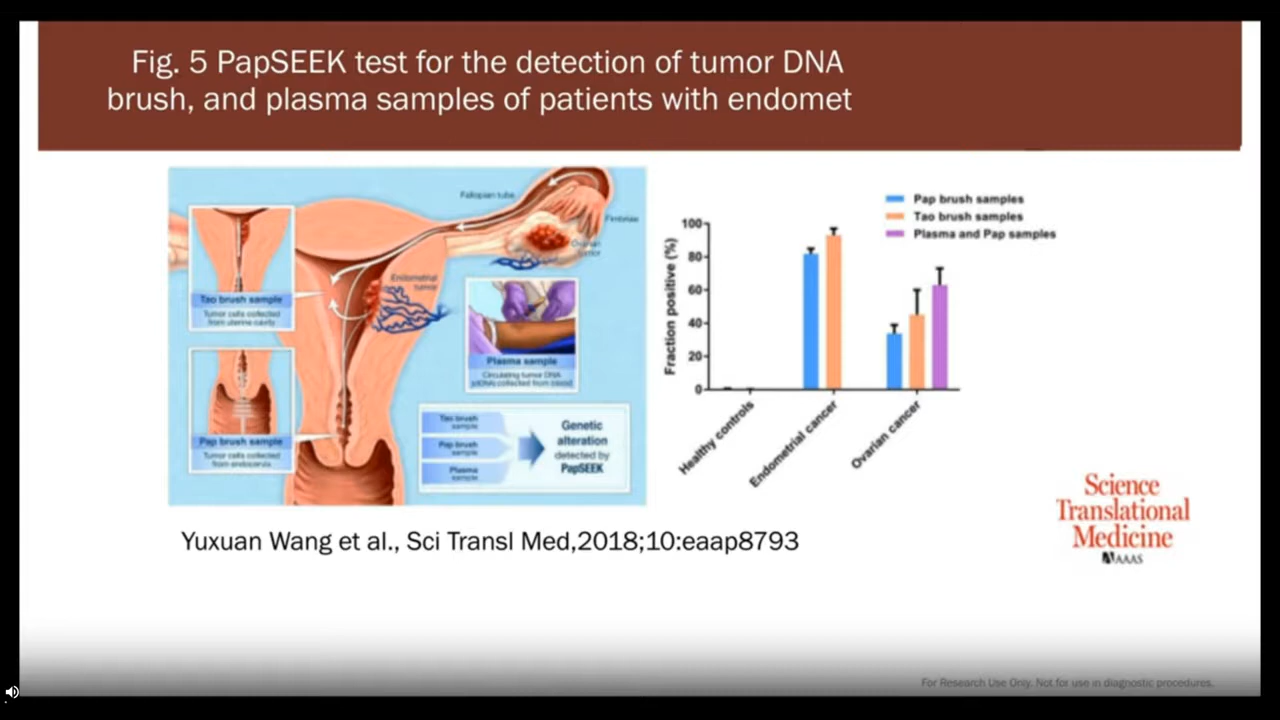 Fig. 5 PapSEEK test for the detection of tumor DNA
brush, and plasma samples of patients with endomet
Fallopian tube
Fimbriae
Ovarian
tumor
Endometrial
tumor
Tao brush sample
Tumor cells collected
from uterine cavity
Plasma sample
Circulating tumor DNA
(ctDNA) collected from blood
Pap brush sample
Tumor cells collected
from endocervix
Tao brush
sample
Pap brush
sample
Plasma
sample
Genetic
alteration
detected by
PapSEEK
Pap brush samples
Tao brush samples
Plasma and Pap samples
Fraction positive (%)
100
80
60
40
20
0
Healthy controls
Endometrial cancer
Ovarian cancer
Science
Translational
Medicine
AAAS
Yuxuan Wang et al., Sci Transl Med,2018;10:eaap8793
For Research Use Only. Not for use in diagnostic procedures.